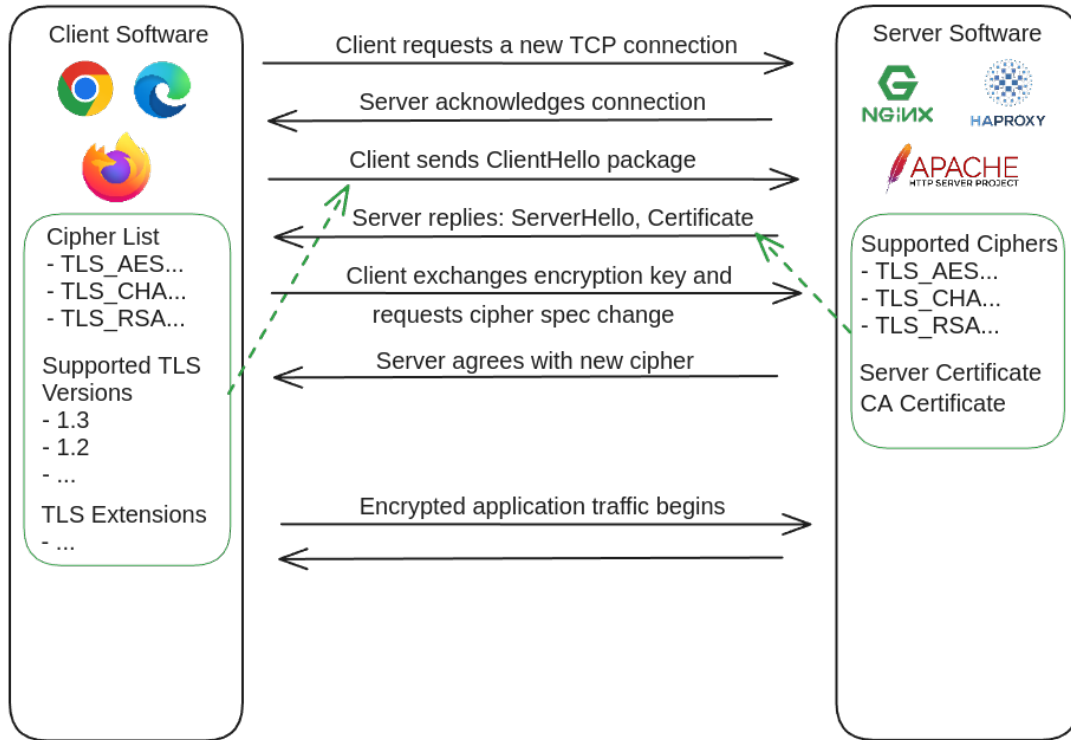 Client Software
Cipher List
- TLS_AES...
- TLS_CHA...
- TLS_RSA...
Supported TLS
Versions
- 1.3
- 1.2
- ...
TLS Extensions
- ...
Client requests a new TCP connection
Server acknowledges connection
Client sends ClientHello package
Server replies: ServerHello, Certificate
Client exchanges encryption key and
requests cipher spec change
Server agrees with new cipher
Encrypted application traffic begins
Server Software
NGiNX
HAPROXY
APACHE
HTTP SERVER PROJECT
Supported Ciphers
- TLS_AES...
- TLS_CHA...
- TLS_RSA...
Server Certificate
CA Certificate